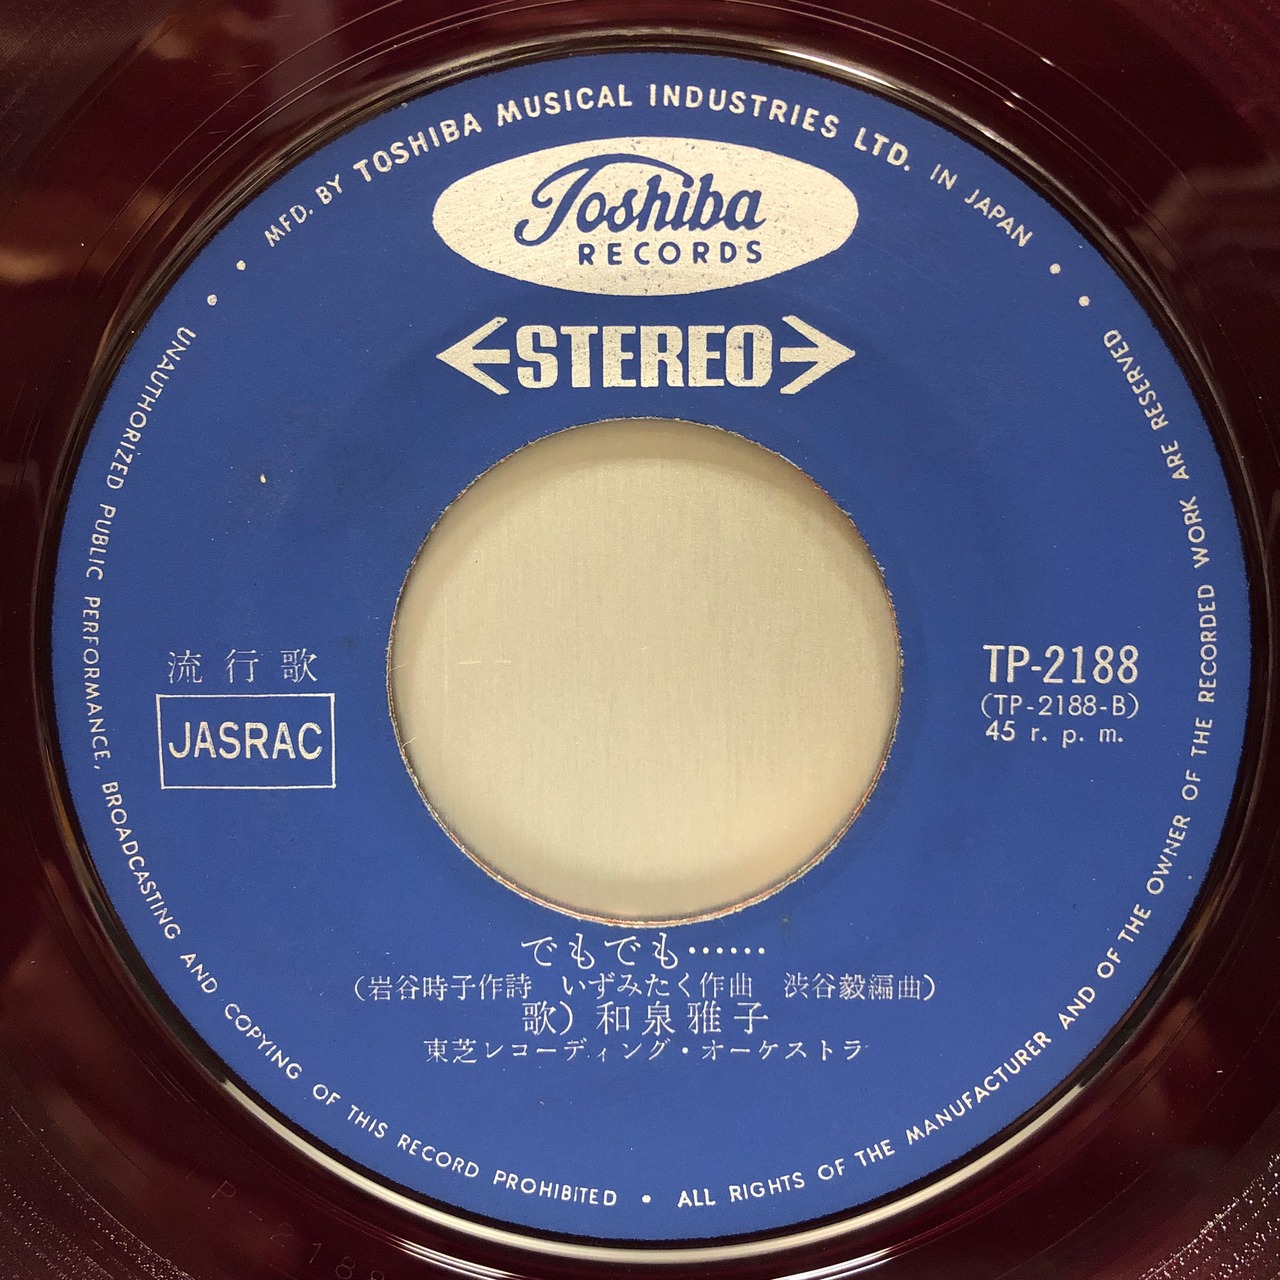 MFD. BY TOSHIBA MUSICAL INDUSTRIES LTD. IN JAPAN
Toshiba
RECORDS
STEREO
流行歌
JASRAC
TP-2188
(TP-2188-B)
45 r. p. m.
でもでも……
(岩谷時子作詩 いずみたく作曲 渋谷毅編曲)
歌) 和泉雅子
東芝レコーディング・オーケストラ
UNAUTHORIZED PUBLIC PERFORMANCE, BROADCASTING AND COPYING OF THIS RECORD PROHIBITED • ALL RIGHTS OF THE MANUFACTURER AND OF THE OWNER OF THE RECORDED WORK ARE RESERVED